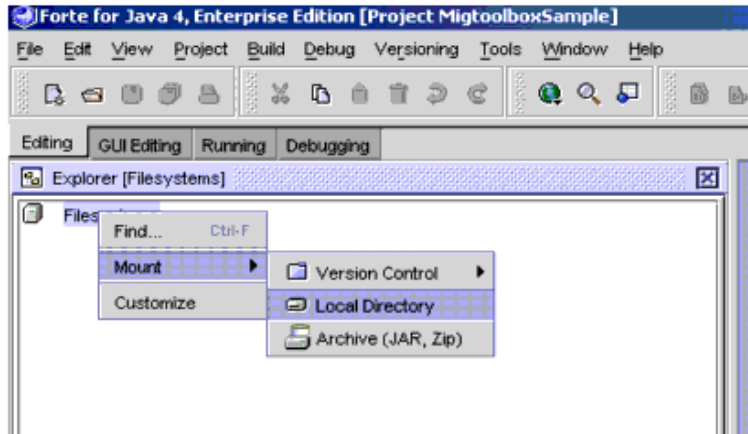 Forte for Java 4, Enterprise Edition [Project MigtoolboxSample]
File Edit View Project Build Debug Versioning Tools Window Help
Editing GUI Editing Running Debugging
Explorer [Filesystems]
Find... Ctrl-F
Mount Version Control
Customize Local Directory
Archive (JAR, Zip)